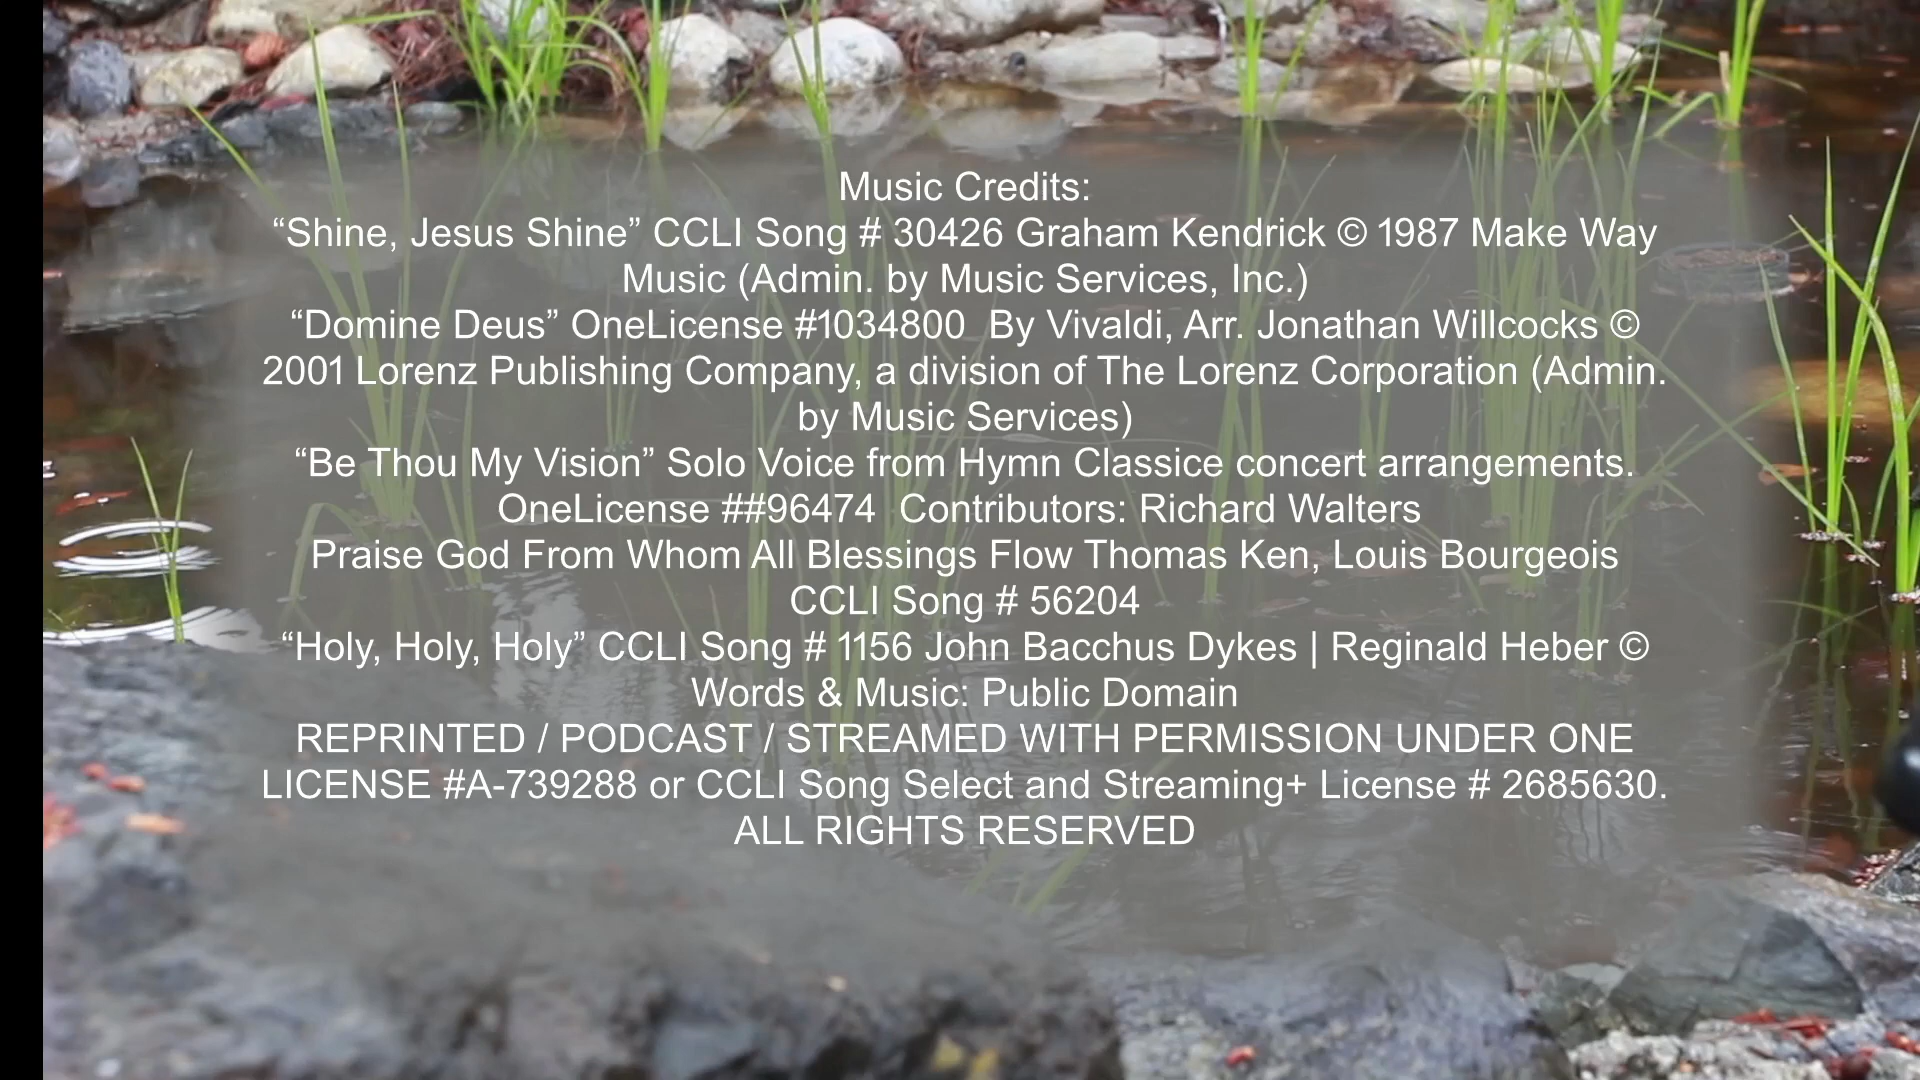 Music Credits:
“Shine, Jesus Shine” CCLI Song # 30426 Graham Kendrick © 1987 Make Way
Music (Admin. by Music Services, Inc.)
“Domine Deus” OneLicense #1034800  By Vivaldi, Arr. Jonathan Willcocks ©
2001 Lorenz Publishing Company, a division of The Lorenz Corporation (Admin.
by Music Services)
“Be Thou My Vision” Solo Voice from Hymn Classice concert arrangements.
OneLicense ##96474  Contributors: Richard Walters
Praise God From Whom All Blessings Flow Thomas Ken, Louis Bourgeois
CCLI Song # 56204
“Holy, Holy, Holy” CCLI Song # 1156 John Bacchus Dykes | Reginald Heber ©
Words & Music: Public Domain
REPRINTED / PODCAST / STREAMED WITH PERMISSION UNDER ONE
LICENSE #A-739288 or CCLI Song Select and Streaming+ License # 2685630.
ALL RIGHTS RESERVED